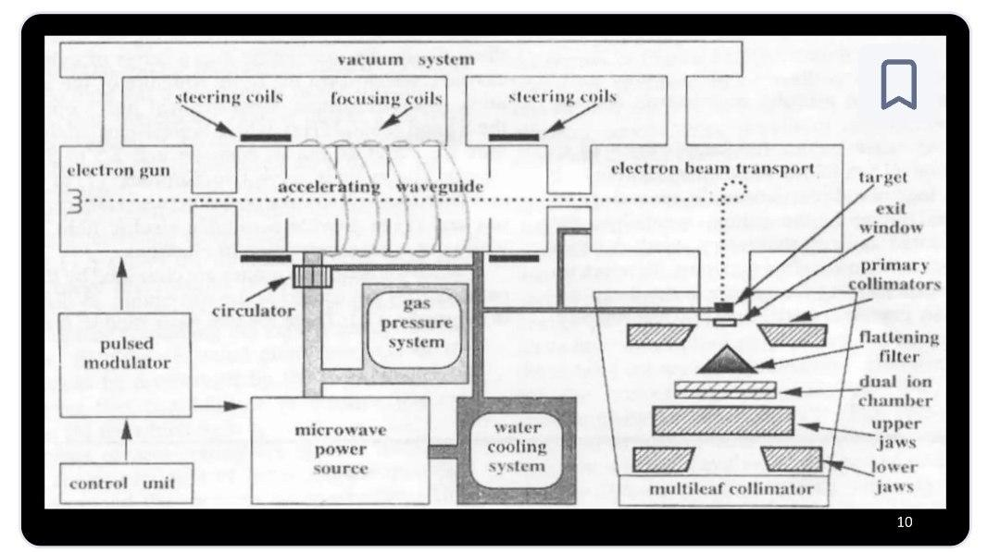 vacuum system
steering coils
focusing coils
steering coils
electron gun
accelerating waveguide
electron beam transport
target
exit
window
primary
collimators
circulator
gas
pressure
system
pulsed
modulator
flattening
filter
dual ion
chamber
upper
jaws
microwave
power
source
water
cooling
system
lower
jaws
control unit
multileaf collimator
10